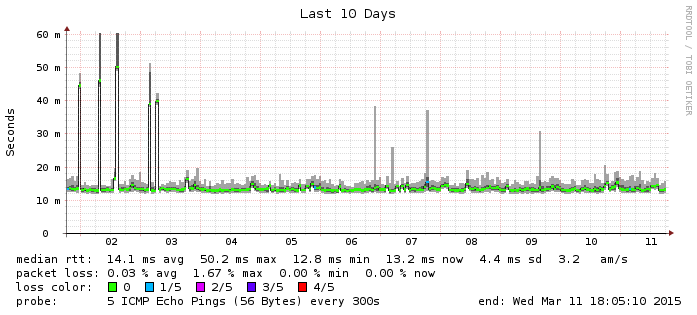 Last 10 Days
RRDTOOL / TOBI OETIKER
Seconds
60 m
50 m
40 m
30 m
20 m
10 m
0
02 03 04 05 06 07 08 09 10 11
median rtt: 14.1 ms avg 50.2 ms max 12.8 ms min 13.2 ms now 4.4 ms sd 3.2 am/s
packet loss: 0.03 % avg 1.67 % max 0.00 % min 0.00 % now
loss color: 0 1/5 2/5 3/5 4/5
probe: 5 ICMP Echo Pings (56 Bytes) every 300s end: Wed Mar 11 18:05:10 2015